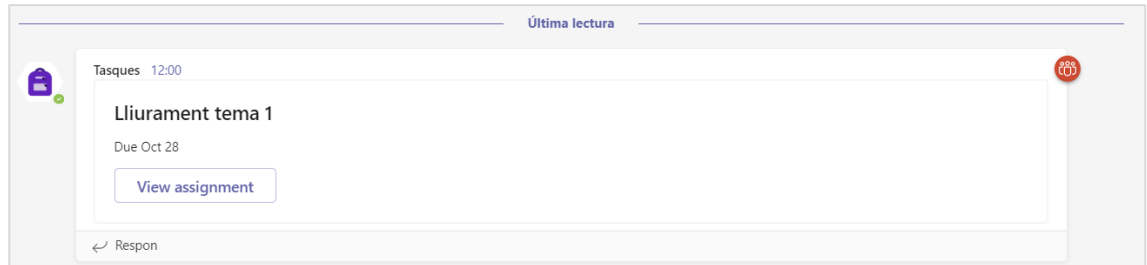 Última lectura
Tasques 12:00
Lliurament tema 1
Due Oct 28
View assignment
Respon